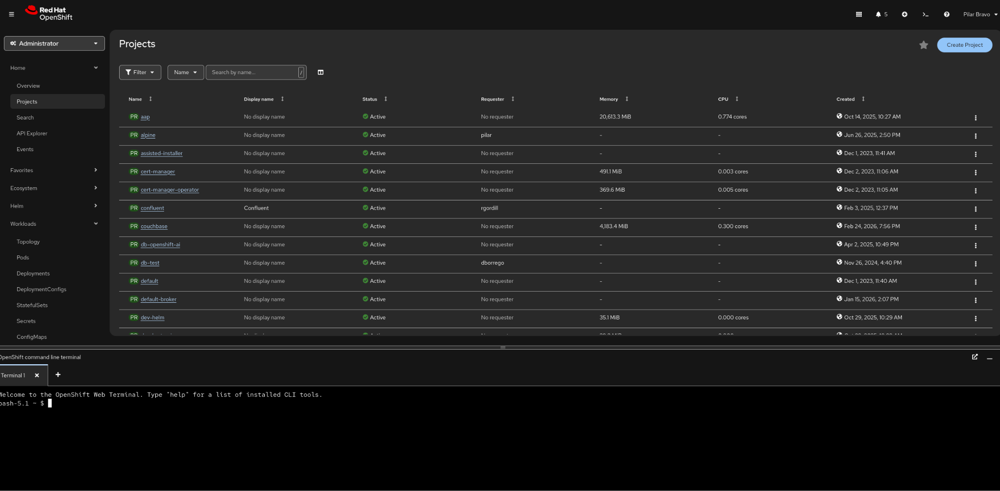 Red Hat
OpenShift
5
Pilar Bravo
Administrator
Home
Overview
Projects
Search
API Explorer
Events
Favorites
Ecosystem
Helm
Workloads
Topology
Pods
Deployments
DeploymentConfigs
StatefulSets
Secrets
ConfigMaps
Projects
Create Project
Filter
Name
Search by name...
/
Name Display name Status Requester Memory CPU Created
PR aap No display name Active No requester 20,613.3 MiB 0.774 cores Oct 14, 2025, 10:27 AM
PR alpine No display name Active pilar - - Jun 26, 2025, 2:50 PM
PR assisted-installer No display name Active No requester - - Dec 1, 2023, 11:41 AM
PR cert-manager No display name Active No requester 491.1 MiB 0.003 cores Dec 2, 2023, 11:06 AM
PR cert-manager-operator No display name Active No requester 369.6 MiB 0.005 cores Dec 2, 2023, 11:05 AM
PR confluent Confluent Active rgordill - - Feb 3, 2025, 12:37 PM
PR couchbase No display name Active No requester 4,183.4 MiB 0.300 cores Feb 24, 2026, 7:56 PM
PR db-openshift-ai No display name Active No requester - - Apr 2, 2025, 10:49 PM
PR db-test No display name Active dborrego - - Nov 26, 2024, 4:40 PM
PR default No display name Active No requester - - Dec 1, 2023, 11:40 AM
PR default-broker No display name Active No requester - - Jan 15, 2026, 2:07 PM
PR dev-helm No display name Active No requester 35.1 MiB 0.000 cores Oct 29, 2025, 10:29 AM
OpenShift command line terminal
Terminal 1
Welcome to the OpenShift Web Terminal. Type "help" for a list of installed CLI tools.
bash-5.1 ~ $